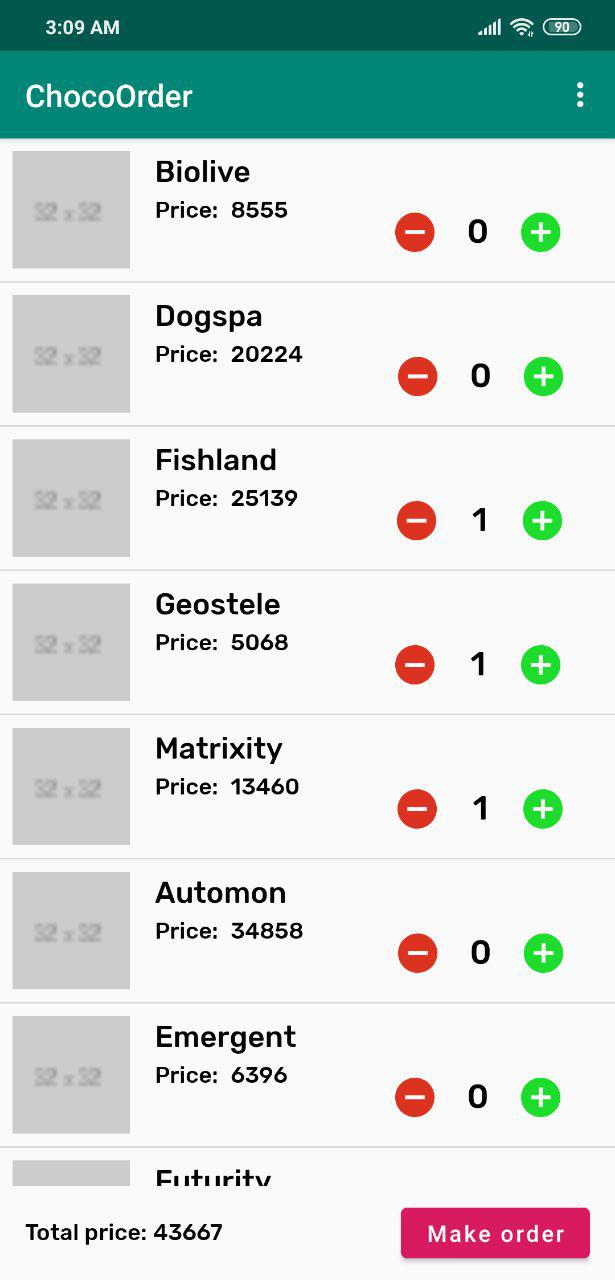 3:09 AM
90
ChocoOrder
32 x 32
Biolive
Price: 8555
0
32 x 32
Dogspa
Price: 20224
0
32 x 32
Fishland
Price: 25139
1
32 x 32
Geostele
Price: 5068
1
32 x 32
Matrixity
Price: 13460
1
32 x 32
Automon
Price: 34858
0
32 x 32
Emergent
Price: 6396
0
Futurity
Total price: 43667
Make order